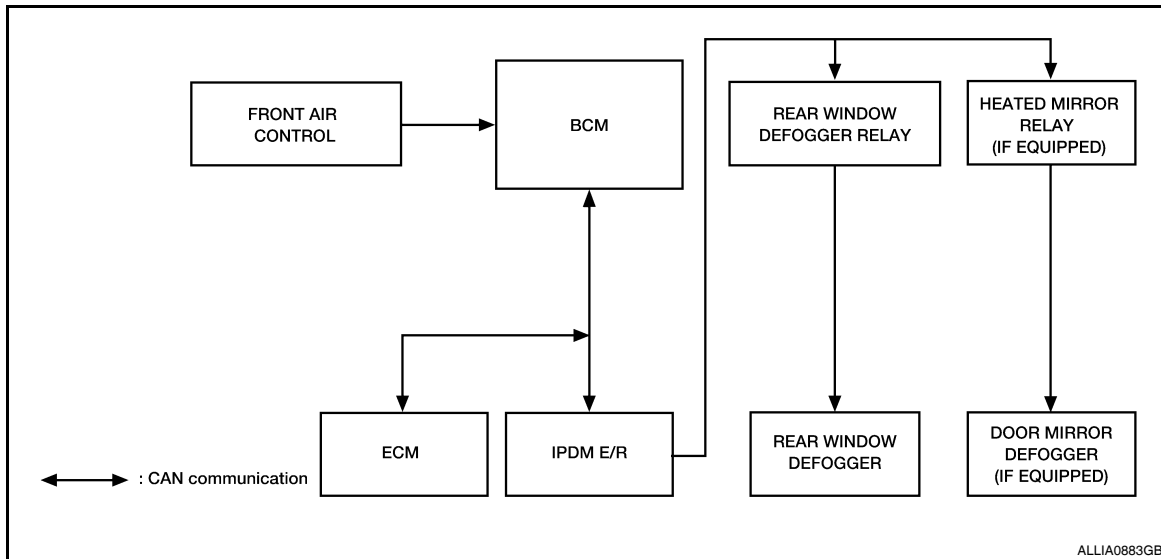 FRONT AIR
CONTROL
BCM
REAR WINDOW
DEFOGGER RELAY
HEATED MIRROR
RELAY
(IF EQUIPPED)
ECM
IPDM E/R
REAR WINDOW
DEFOGGER
DOOR MIRROR
DEFOGGER
(IF EQUIPPED)
: CAN communication
ALLIA0883GB